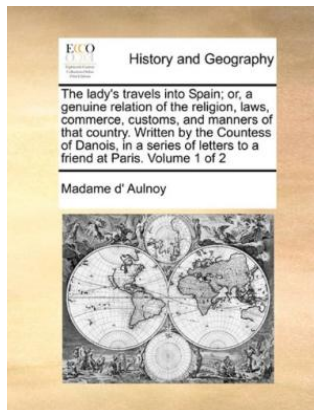 ECCO
History and Geography
The lady's travels into Spain; or, a
genuine relation of the religion, laws,
commerce, customs, and manners of
that country. Written by the Countess
of Danois, in a series of letters to a
friend at Paris. Volume 1 of 2
Madame d' Aulnoy